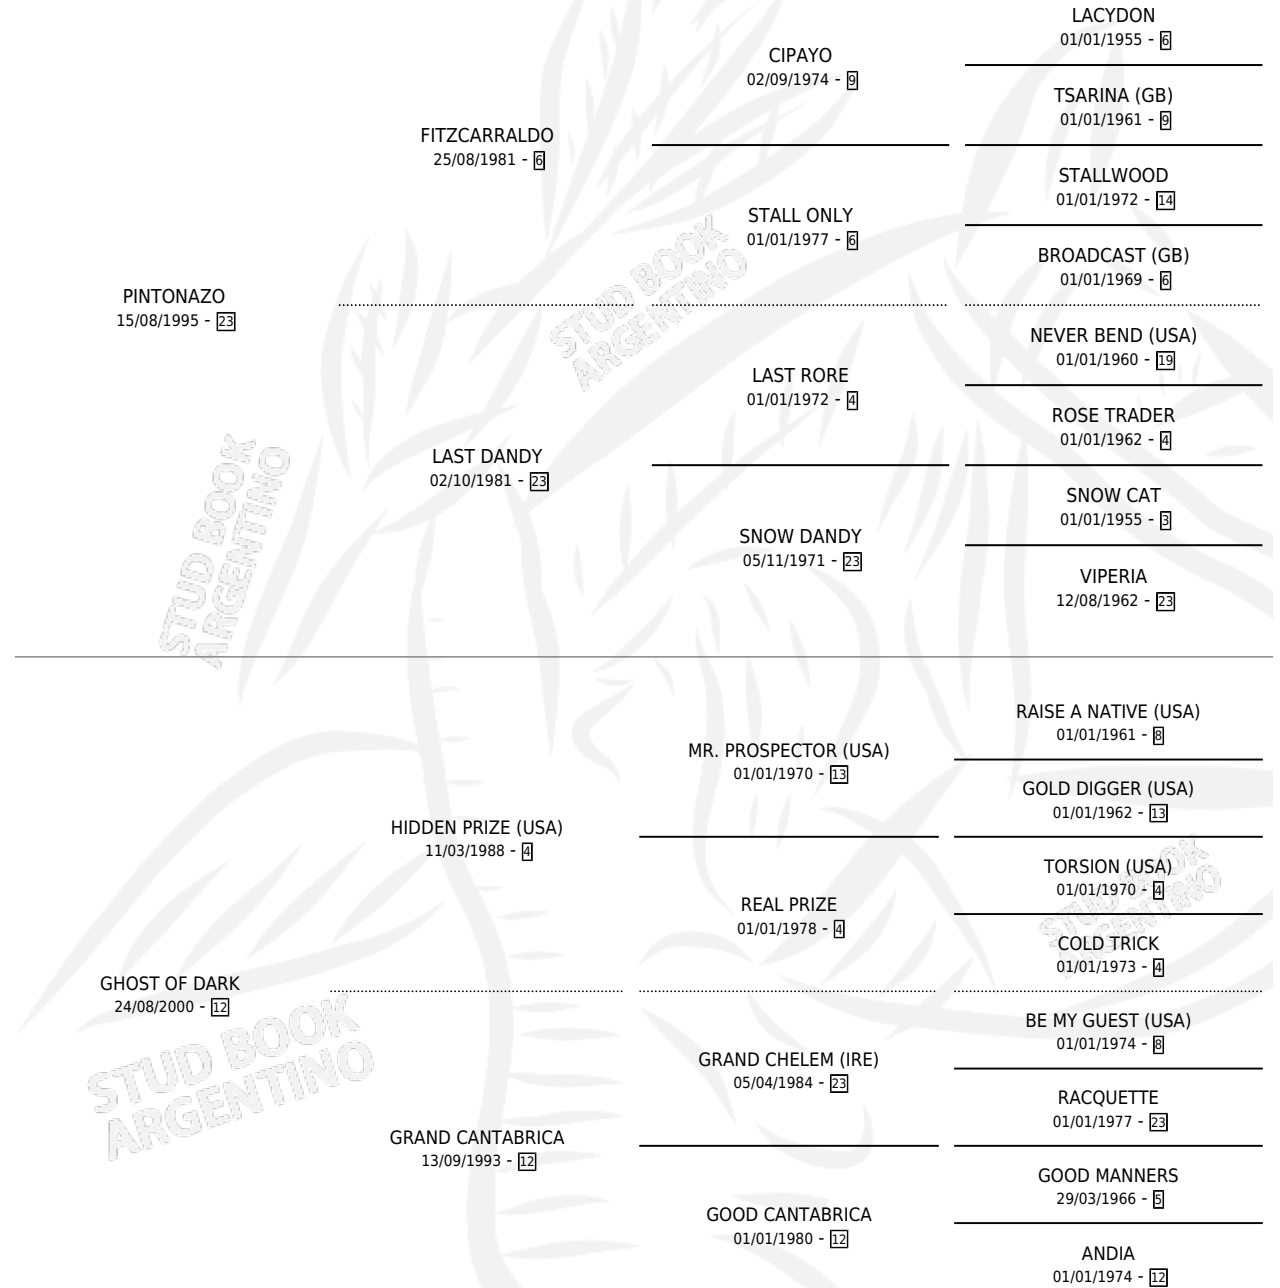 LACYDON
01/01/1955 - 6
CIPAYO
02/09/1974 - 9
TSARINA (GB)
01/01/1961 - 9
FITZCARRALDO
25/08/1981 - 6
STALLWOOD
01/01/1972 - 14
STALL ONLY
01/01/1977 - 6
BROADCAST (GB)
01/01/1969 - 6
PINTONAZO
15/08/1995 - 23
NEVER BEND (USA)
01/01/1960 - 19
LAST RORE
01/01/1972 - 4
ROSE TRADER
01/01/1962 - 4
LAST DANDY
02/10/1981 - 23
SNOW CAT
01/01/1955 - 3
SNOW DANDY
05/11/1971 - 23
VIPERIA
12/08/1962 - 23
RAISE A NATIVE (USA)
01/01/1961 - 8
MR. PROSPECTOR (USA)
01/01/1970 - 13
GOLD DIGGER (USA)
01/01/1962 - 13
HIDDEN PRIZE (USA)
11/03/1988 - 4
TORSION (USA)
01/01/1970 - 4
REAL PRIZE
01/01/1978 - 4
COLD TRICK
01/01/1973 - 4
GHOST OF DARK
24/08/2000 - 12
BE MY GUEST (USA)
01/01/1974 - 8
GRAND CHELEM (IRE)
05/04/1984 - 23
RACQUETTE
01/01/1977 - 23
GRAND CANTABRICA
13/09/1993 - 12
GOOD MANNERS
29/03/1966 - 5
GOOD CANTABRICA
01/01/1980 - 12
ANDIA
01/01/1974 - 12
STUD BOOK
ARGENTINO
STUD BOOK
ARGENTINO
STUD BOOK
ARGENTINO
STUD BOOK
ARGENTINO